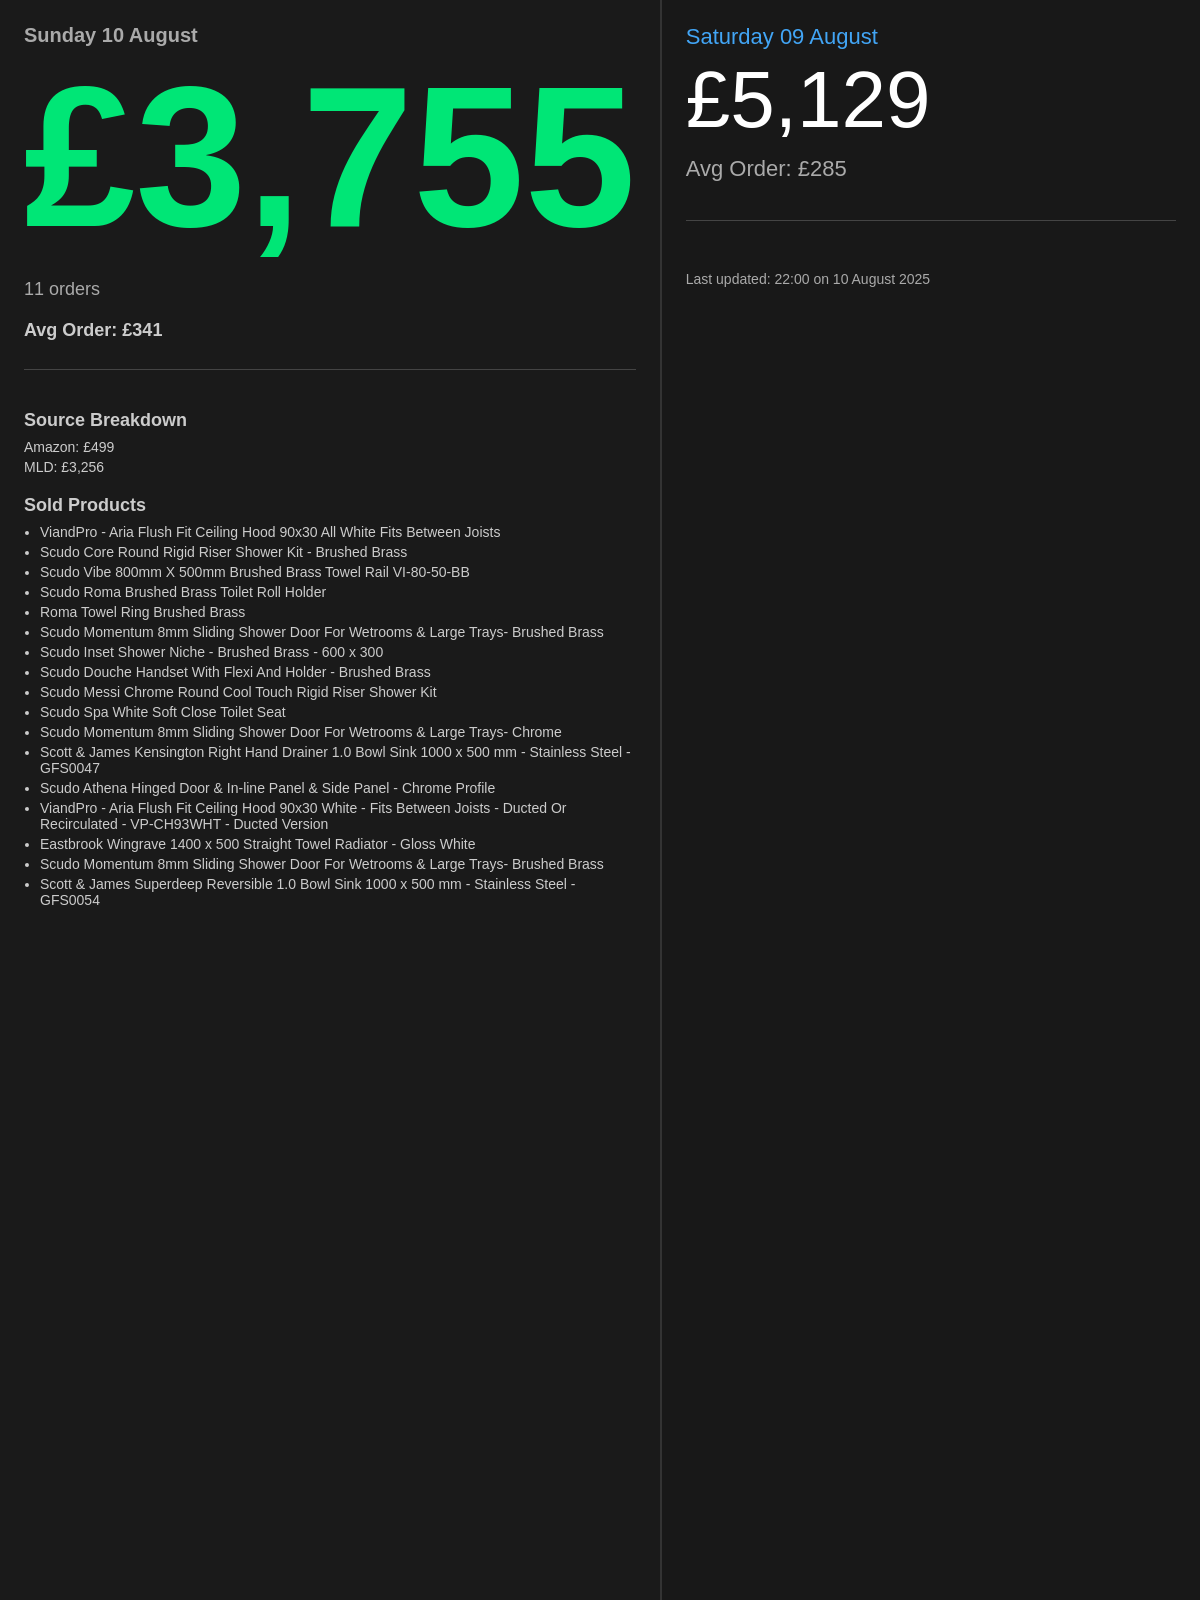 Sunday 10 August
£3,755
11 orders
Avg Order: £341
Source Breakdown
Amazon: £499
MLD: £3,256
Sold Products
• ViandPro - Aria Flush Fit Ceiling Hood 90x30 All White Fits Between Joists
• Scudo Core Round Rigid Riser Shower Kit - Brushed Brass
• Scudo Vibe 800mm X 500mm Brushed Brass Towel Rail VI-80-50-BB
• Scudo Roma Brushed Brass Toilet Roll Holder
• Roma Towel Ring Brushed Brass
• Scudo Momentum 8mm Sliding Shower Door For Wetrooms & Large Trays- Brushed Brass
• Scudo Inset Shower Niche - Brushed Brass - 600 x 300
• Scudo Douche Handset With Flexi And Holder - Brushed Brass
• Scudo Messi Chrome Round Cool Touch Rigid Riser Shower Kit
• Scudo Spa White Soft Close Toilet Seat
• Scudo Momentum 8mm Sliding Shower Door For Wetrooms & Large Trays- Chrome
• Scott & James Kensington Right Hand Drainer 1.0 Bowl Sink 1000 x 500 mm - Stainless Steel -
GFS0047
• Scudo Athena Hinged Door & In-line Panel & Side Panel - Chrome Profile
• ViandPro - Aria Flush Fit Ceiling Hood 90x30 White - Fits Between Joists - Ducted Or
Recirculated - VP-CH93WHT - Ducted Version
• Eastbrook Wingrave 1400 x 500 Straight Towel Radiator - Gloss White
• Scudo Momentum 8mm Sliding Shower Door For Wetrooms & Large Trays- Brushed Brass
• Scott & James Superdeep Reversible 1.0 Bowl Sink 1000 x 500 mm - Stainless Steel -
GFS0054
Saturday 09 August
£5,129
Avg Order: £285
Last updated: 22:00 on 10 August 2025